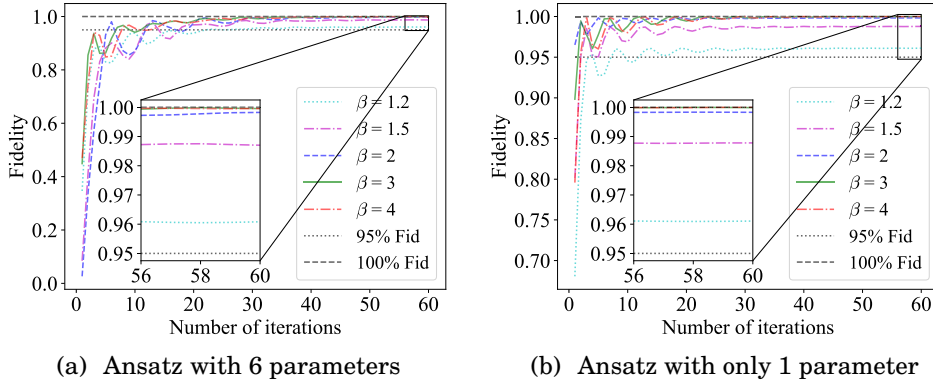 1.0
0.8
0.6
0.4
0.2
0.0
Fidelity
1.00
0.99
0.98
0.97
0.96
0.95
56 58 60
β = 1.2
β = 1.5
β = 2
β = 3
β = 4
95% Fid
100% Fid
0 10 20 30 40 50 60
Number of iterations
(a) Ansatz with 6 parameters
1.00
0.95
0.90
0.85
0.80
0.75
0.70
Fidelity
1.00
0.99
0.98
0.97
0.96
0.95
56 58 60
β = 1.2
β = 1.5
β = 2
β = 3
β = 4
95% Fid
100% Fid
0 10 20 30 40 50 60
Number of iterations
(b) Ansatz with only 1 parameter